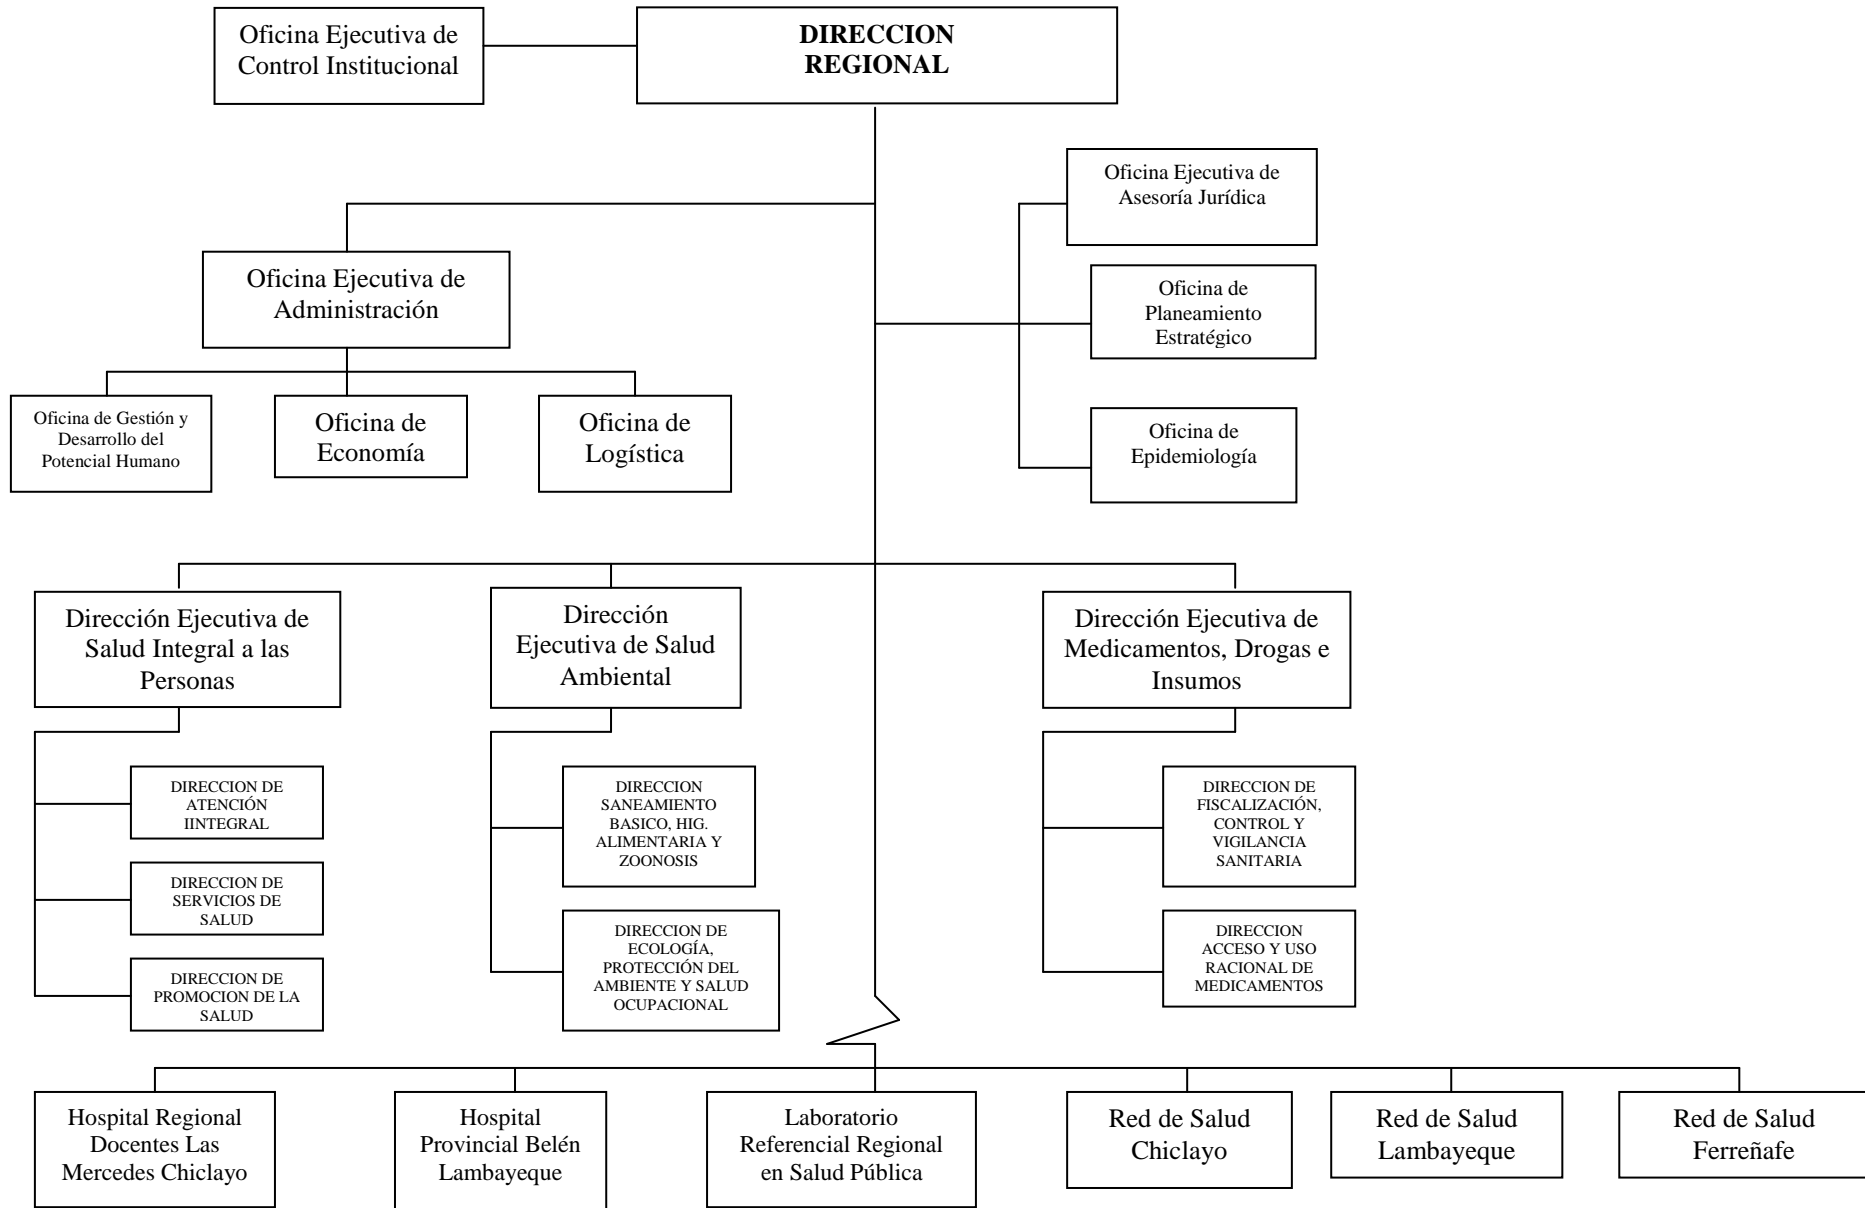 Oficina Ejecutiva de
Control Institucional
DIRECCION
REGIONAL
Oficina Ejecutiva de
Asesoría Jurídica
Oficina Ejecutiva de
Administración
Oficina de
Planeamiento
Estratégico
Oficina de Gestión y
Desarrollo del
Potencial Humano
Oficina de
Economía
Oficina de
Logística
Oficina de
Epidemiología
Dirección Ejecutiva de
Salud Integral a las
Personas
Dirección
Ejecutiva de Salud
Ambiental
Dirección Ejecutiva de
Medicamentos, Drogas e
Insumos
DIRECCION DE
ATENCIÓN
IINTEGRAL
DIRECCION DE
SERVICIOS DE
SALUD
DIRECCION DE
PROMOCION DE LA
SALUD
DIRECCION
SANEAMIENTO
BASICO, HIG.
ALIMENTARIA Y
ZOONOSIS
DIRECCION DE
ECOLOGÍA,
PROTECCIÓN DEL
AMBIENTE Y SALUD
OCUPACIONAL
DIRECCION DE
FISCALIZACIÓN,
CONTROL Y
VIGILANCIA
SANITARIA
DIRECCION
ACCESO Y USO
RACIONAL DE
MEDICAMENTOS
Hospital Regional
Docentes Las
Mercedes Chiclayo
Hospital
Provincial Belén
Lambayeque
Laboratorio
Referencial Regional
en Salud Pública
Red de Salud
Chiclayo
Red de Salud
Lambayeque
Red de Salud
Ferreñafe